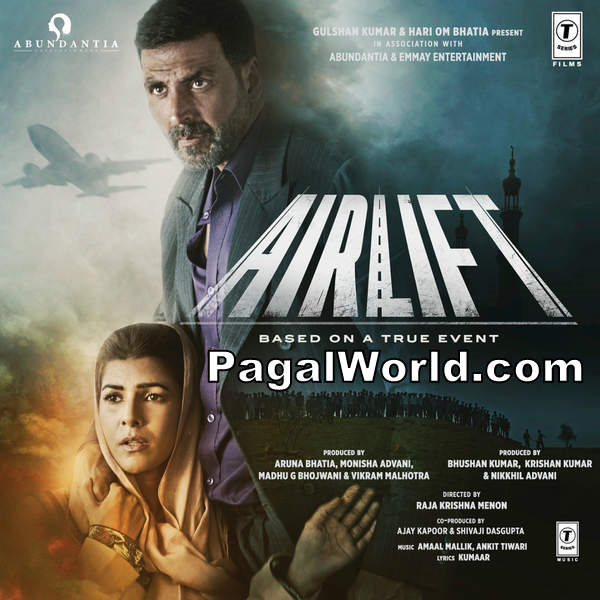 ABUNDANTIA
ENTERTAINMENT
GULSHAN KUMAR & HARI OM BHATIA PRESENT
IN ASSOCIATION WITH
ABUNDANTIA & EMMAY ENTERTAINMENT
T
SERIES
FILMS
AIRLIFT
BASED ON A TRUE EVENT
PagalWorld.com
PRODUCED BY
ARUNA BHATIA, MONISHA ADVANI,
MADHU G BHOJWANI & VIKRAM MALHOTRA
PRODUCED BY
BHUSHAN KUMAR, KRISHAN KUMAR
& NIKKHIL ADVANI
DIRECTED BY
RAJA KRISHNA MENON
CO-PRODUCED BY
AJAY KAPOOR & SHIVAJI DASGUPTA
MUSIC AMAAL MALLIK, ANKIT TIWARI
LYRICS KUMAAR
T
SERIES
MUSIC